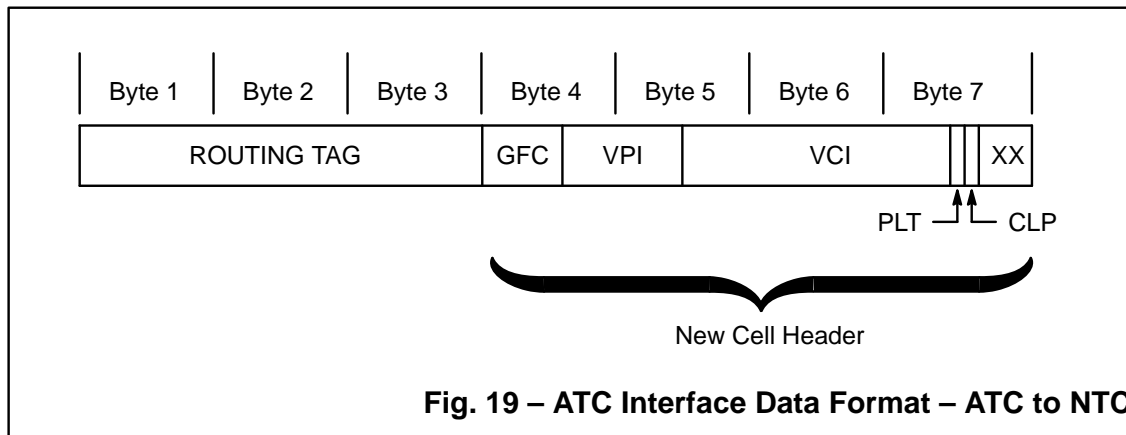 Byte 1 Byte 2 Byte 3 Byte 4 Byte 5 Byte 6 Byte 7
ROUTING TAG GFC VPI VCI XX
PLT CLP
New Cell Header
Fig. 19 – ATC Interface Data Format – ATC to NTC